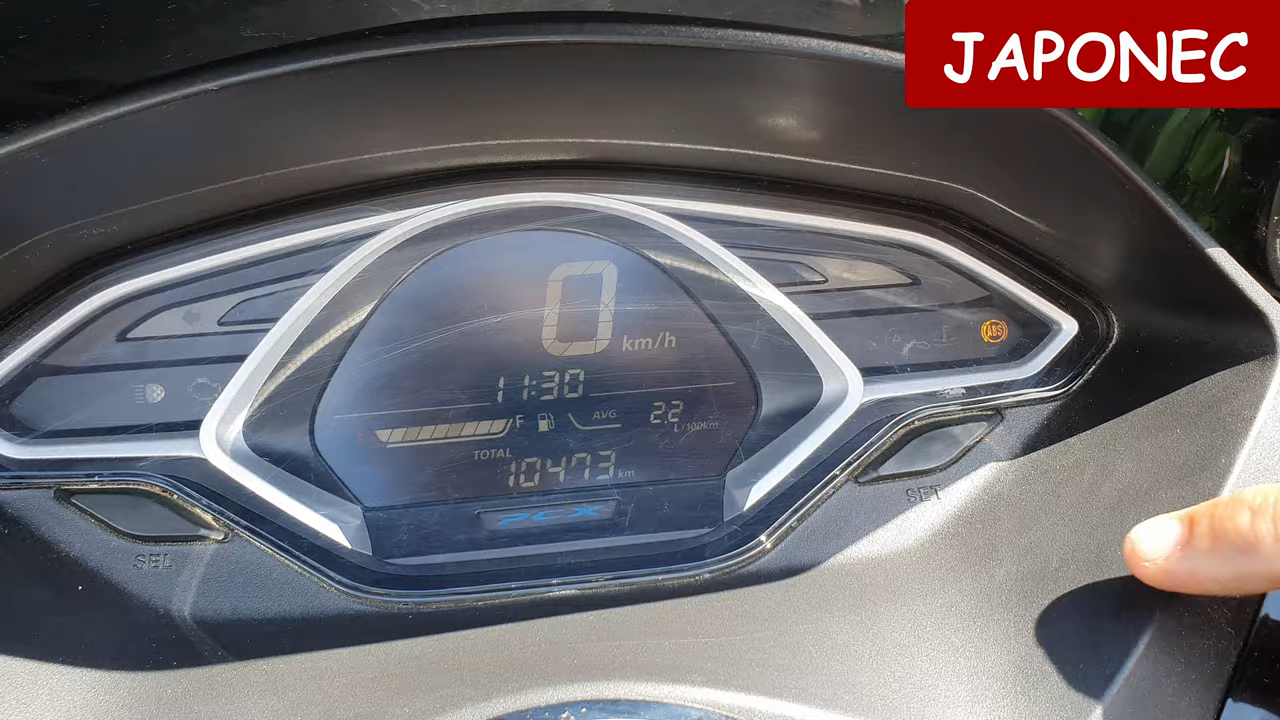 JAPONEC
0
km/h
11:30
F
AVG
2.2
L/100km
TOTAL
10473 km
PCX
ABS
SEL
SET